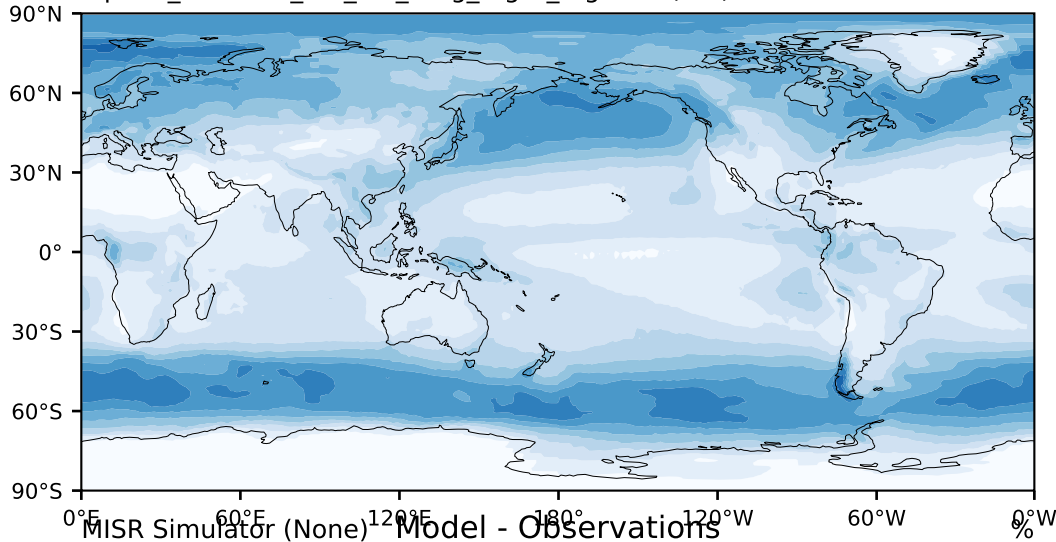 90°N
60°N
30°N
0°
30°S
60°S
90°S
0°E 60°E 120°E 180° 120°W 60°W 0°W
MISR Simulator (None) Model - Observations %